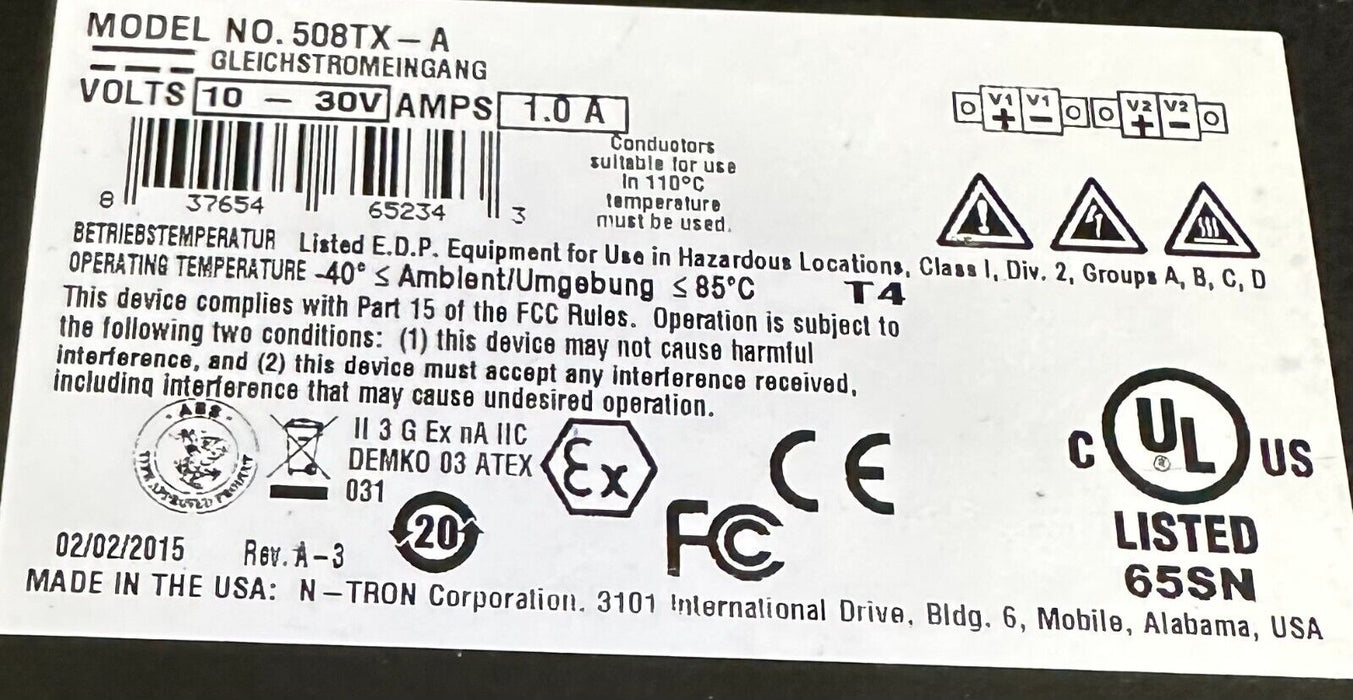 MODEL NO. 508TX-A
GLEICHSTROMEINGANG
VOLTS 10 - 30V AMPS 1.0 A
V1 V1 V2 V2
+ - + -
Conductors
suitable for use
in 110°C
temperature
must be used.
8 37654 65234 3
BETRIEBSTEMPERATUR Listed E.D.P. Equipment for Use in Hazardous Locations, Class I, Div. 2, Groups A, B, C, D
OPERATING TEMPERATURE -40° ≤ Ambient/Umgebung ≤ 85°C T4
This device complies with Part 15 of the FCC Rules. Operation is subject to
the following two conditions: (1) this device may not cause harmful
interference, and (2) this device must accept any interference received,
including interference that may cause undesired operation.
ABS
TYPE APPROVED PRODUCT
II 3 G Ex nA IIC
DEMKO 03 ATEX
031
Ex
CE
C UL ® US
LISTED
65SN
20
FC
02/02/2015 Rev. A-3
MADE IN THE USA: N-TRON Corporation. 3101 International Drive, Bldg. 6, Mobile, Alabama, USA